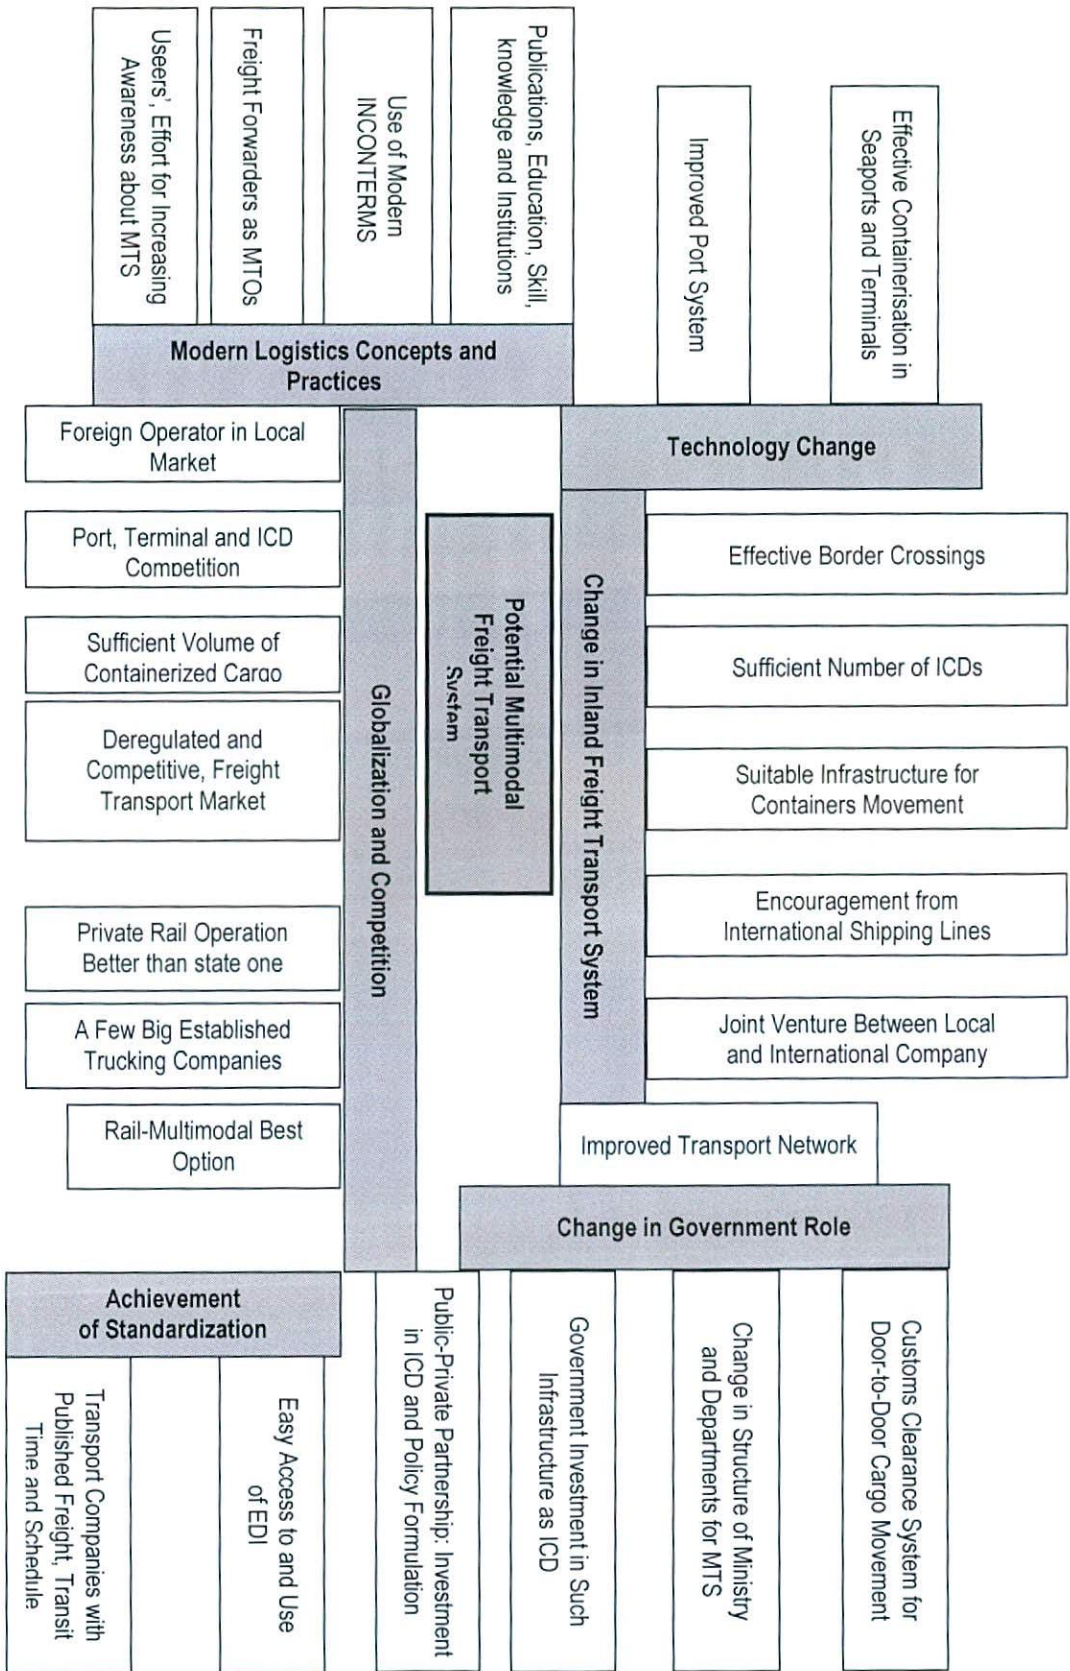 Useers', Effort for Increasing
Awareness about MTS
Freight Forwarders as MTOs
Use of Modern
INCONTERMS
Publications, Education, Skill,
knowledge and Institutions
Improved Port System
Effective Containerisation in
Seaports and Terminals
Modern Logistics Concepts and
Practices
Technology Change
Foreign Operator in Local
Market
Port, Terminal and ICD
Competition
Sufficient Volume of
Containerized Cargo
Deregulated and
Competitive, Freight
Transport Market
Private Rail Operation
Better than state one
A Few Big Established
Trucking Companies
Rail-Multimodal Best
Option
Globalization and Competition
Potential Multimodal
Freight Transport
System
Change in Inland Freight Transport System
Effective Border Crossings
Sufficient Number of ICDs
Suitable Infrastructure for
Containers Movement
Encouragement from
International Shipping Lines
Joint Venture Between Local
and International Company
Improved Transport Network
Change in Government Role
Achievement
of Standardization
Transport Companies with
Published Freight, Transit
Time and Schedule
Easy Access to and Use
of EDI
Public-Private Partnership: Investment
in ICD and Policy Formulation
Government Investment in Such
Infrastructure as ICD
Change in Structure of Ministry
and Departments for MTS
Customs Clearance System for
Door-to-Door Cargo Movement